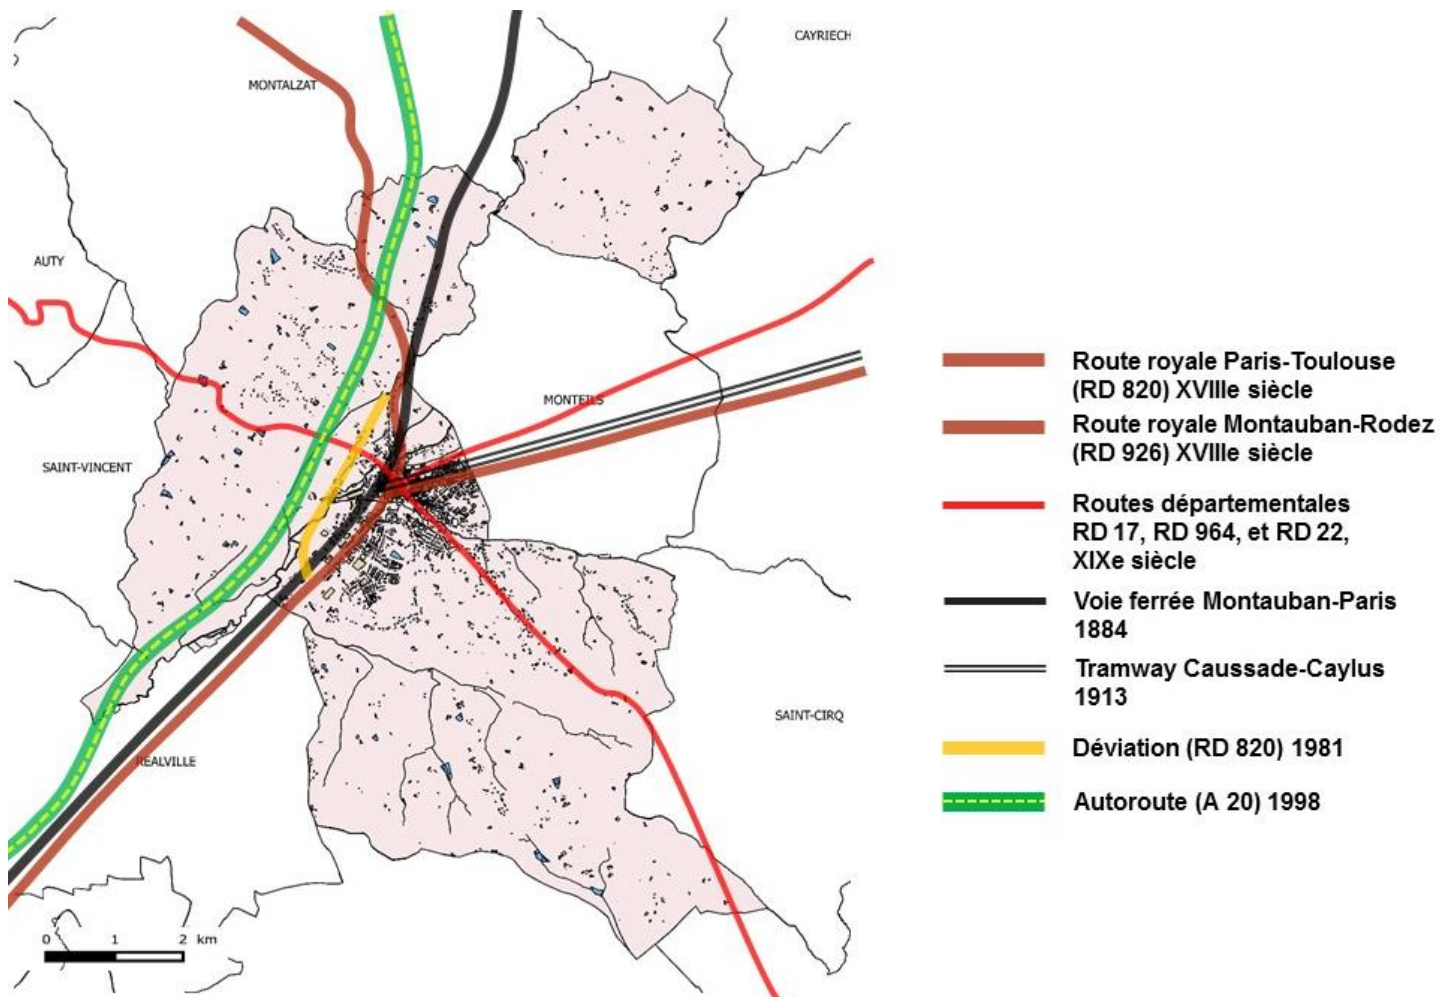 CAYRIECH
MONTALZAT
AUTY
MONTEILS
SAINT-VINCENT
SAINT-CIRQ
REALVILLE
0 1 2 km
Route royale Paris-Toulouse
(RD 820) XVIIIe siècle
Route royale Montauban-Rodez
(RD 926) XVIIIe siècle
Routes départementales
RD 17, RD 964, et RD 22,
XIXe siècle
Voie ferrée Montauban-Paris
1884
Tramway Caussade-Caylus
1913
Déviation (RD 820) 1981
Autoroute (A 20) 1998